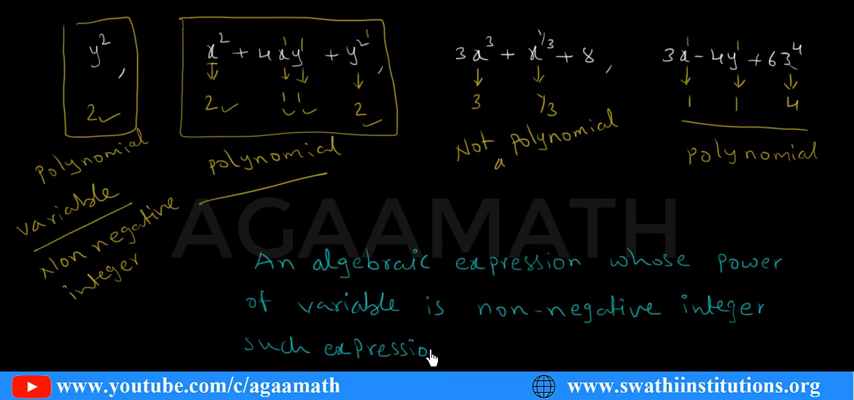 y², x² + 4xy + y², 3x³ + x^1/3 + 8, 3x¹ - 4y¹ + 6z⁴
2✓ 2✓ 1✓ 1✓ 2✓ 3 1/3 1 1 4
polynomial polynomial Not a polynomial polynomial
variable
Non negative
integer
AGAAMATH
An algebraic expression whose power
of variable is non-negative integer
such expressio
www.youtube.com/c/agaamath www.swathiinstitutions.org